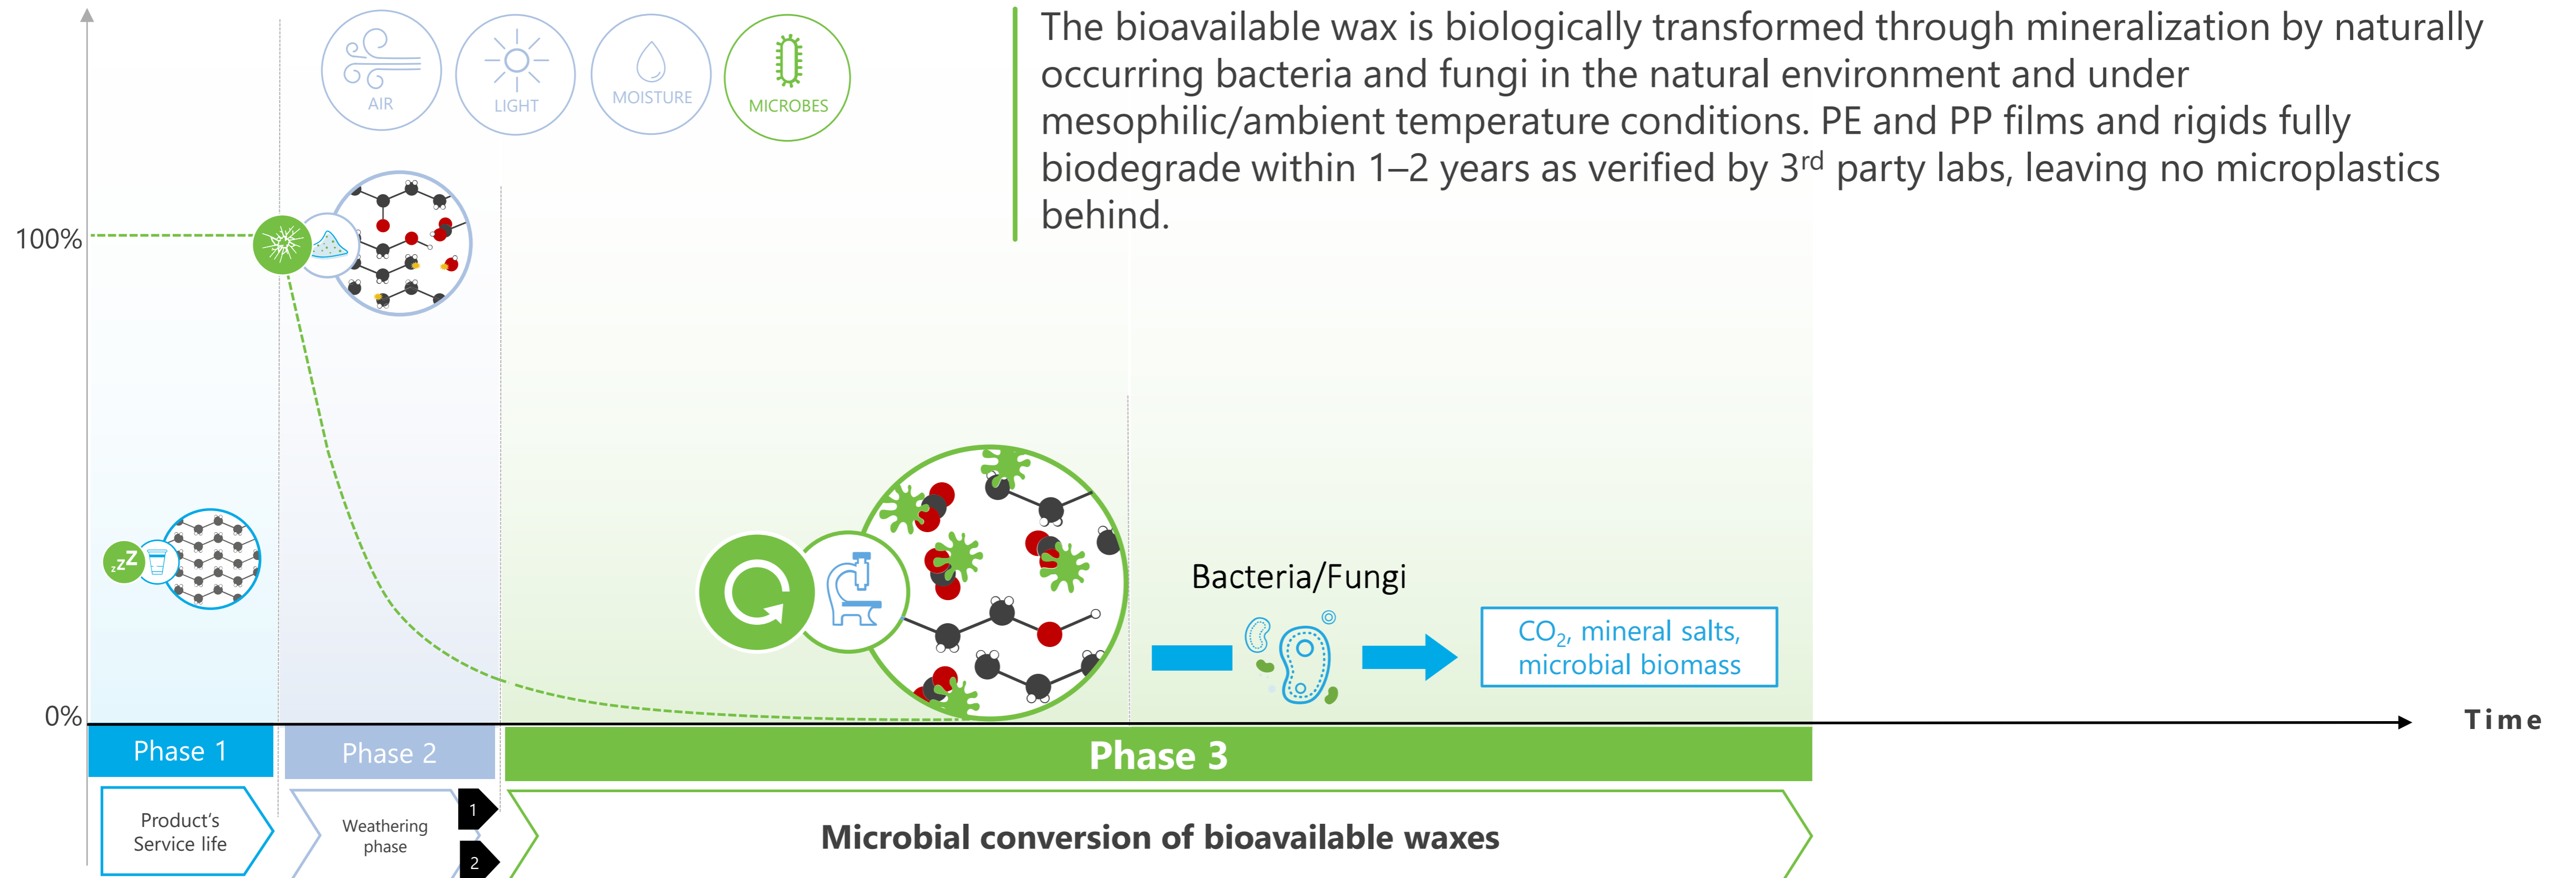 AIR
LIGHT
MOISTURE
MICROBES
The bioavailable wax is biologically transformed through mineralization by naturally
occurring bacteria and fungi in the natural environment and under
mesophilic/ambient temperature conditions. PE and PP films and rigids fully
biodegrade within 1–2 years as verified by 3rd party labs, leaving no microplastics
behind.
100%
zzZ
Bacteria/Fungi
CO2, mineral salts,
microbial biomass
0%
Time
Phase 1
Phase 2
Phase 3
Product’s
Service life
Weathering
phase
1
2
Microbial conversion of bioavailable waxes